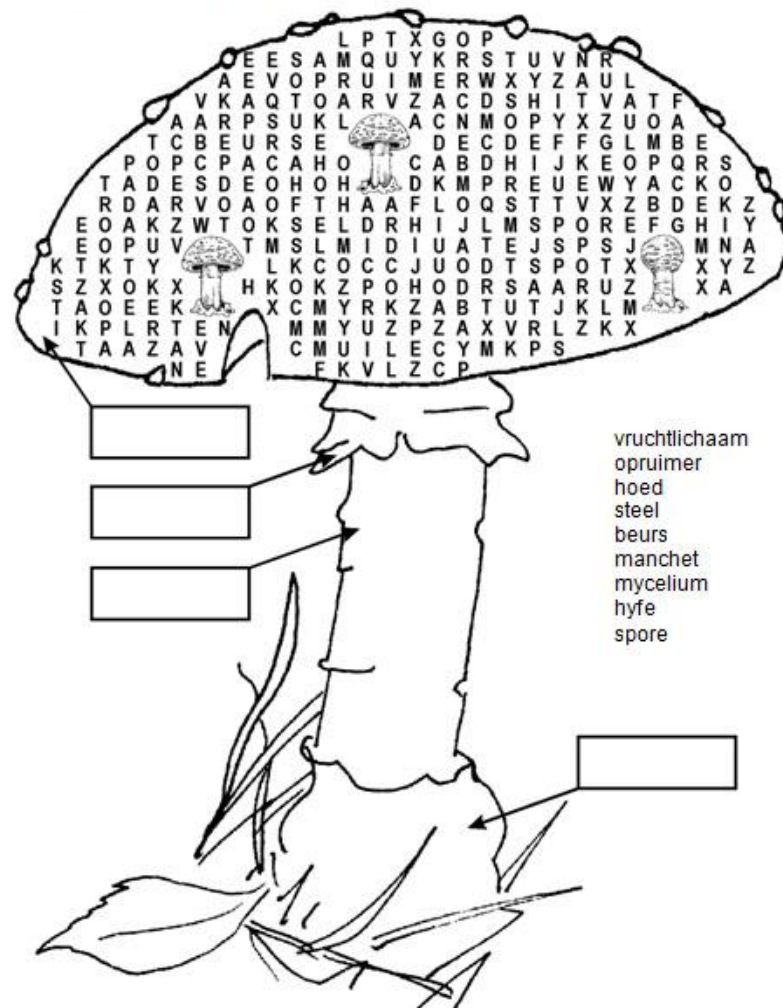 L P T X G O P
E E S A M Q U Y K R S T U V N R
A E V O P R U I M E R W X Y Z A U L
V K A Q T O A R V Z A C D S H I T V A T F
A A R P S U K L A C N M O P Y X Z U O A
T C B E U R S E D E C D E F F G L M B E
P O P C P A C A H O C A B D H I J K E O P Q R S
T A D E S D E O H O H D K M P R E U E W Y A C K O
R D A R V O A O F T H A A F L O Q S T T V X Z B D E K Z
E O A K Z W T O K S E L D R H I J L M S P O R E F G H I Y
E O P U V T M S L M I D I U A T E J S P S J M N A
K T K T Y L K C O C C J U O D T S P O T X X Y Z
S Z X O K X H K O K Z P O H O D R S A A R U Z X A
T A O E E K X C M Y R K Z A B T U T J K L M
I K P L R T E N M M Y U Z P Z A X V R L Z K X
T A A Z A V C M U I L E C Y M K P S
N E F K V L Z C P
vruchtlichaam
opruimer
hoed
steel
beurs
manchet
mycelium
hyfe
spore